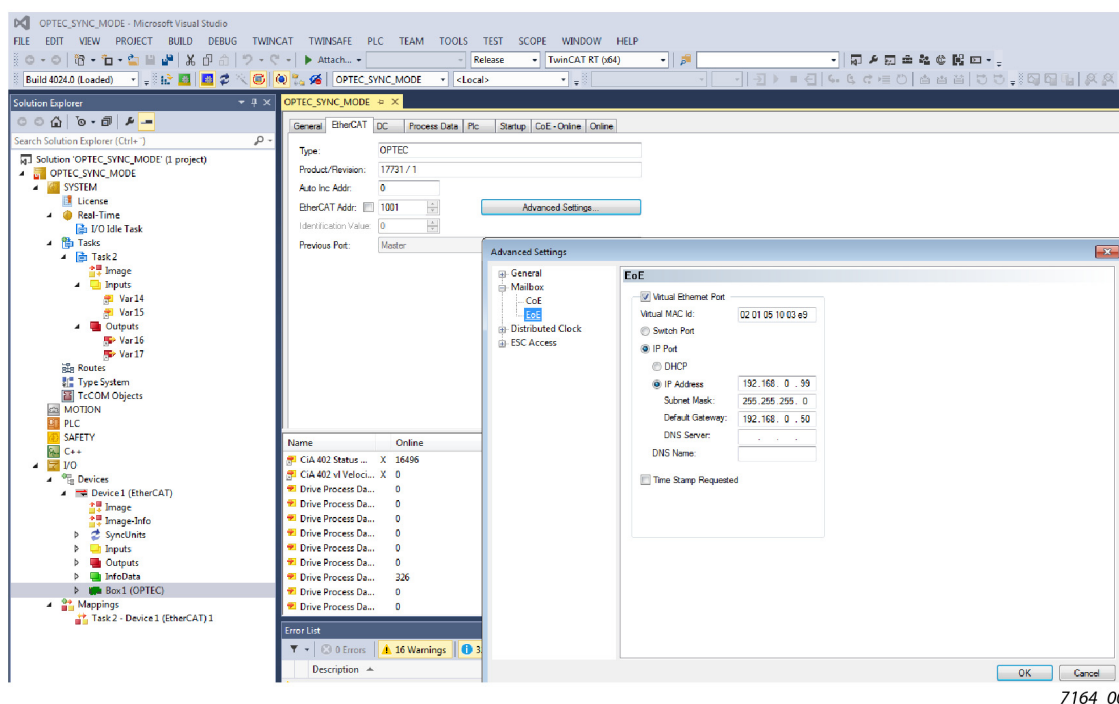 OPTEC_SYNC_MODE - Microsoft Visual Studio
FILE EDIT VIEW PROJECT BUILD DEBUG TWINCAT TWINSAFE PLC TEAM TOOLS TEST SCOPE WINDOW HELP
Attach... Release TwinCAT RT (x64)
Build 4024.0 (Loaded) OPTEC_SYNC_MODE <Local>
Solution Explorer
Search Solution Explorer (Ctrl+¨)
Solution 'OPTEC_SYNC_MODE' (1 project)
OPTEC_SYNC_MODE
SYSTEM
License
Real-Time
I/O Idle Task
Tasks
Task 2
Image
Inputs
Var 14
Var 15
Outputs
Var 16
Var 17
Routes
Type System
TcCOM Objects
MOTION
PLC
SAFETY
C++
I/O
Devices
Device 1 (EtherCAT)
Image
Image-Info
SyncUnits
Inputs
Outputs
InfoData
Box 1 (OPTEC)
Mappings
Task 2 - Device 1 (EtherCAT) 1
OPTEC_SYNC_MODE
General EtherCAT DC Process Data Plc Startup CoE - Online Online
Type: OPTEC
Product/Revision: 17731 / 1
Auto Inc Addr: 0
EtherCAT Addr: 1001 Advanced Settings...
Identification Value: 0
Previous Port: Master
Name Online
CiA 402 Status ... X 16496
CiA 402 vl Veloci... X 0
Drive Process Da... 0
Drive Process Da... 0
Drive Process Da... 0
Drive Process Da... 0
Drive Process Da... 0
Drive Process Da... 0
Drive Process Da... 326
Drive Process Da... 0
Drive Process Da... 0
Error List
0 Errors 16 Warnings 3
Description
Advanced Settings
General
Mailbox
CoE
EoE
Distributed Clock
ESC Access
EoE
Virtual Ethernet Port
Virtual MAC Id: 02 01 05 10 03 e9
Switch Port
IP Port
DHCP
IP Address 192.168. 0 . 99
Subnet Mask: 255.255.255. 0
Default Gateway: 192.168. 0 . 50
DNS Server: . . .
DNS Name:
Time Stamp Requested
OK Cancel